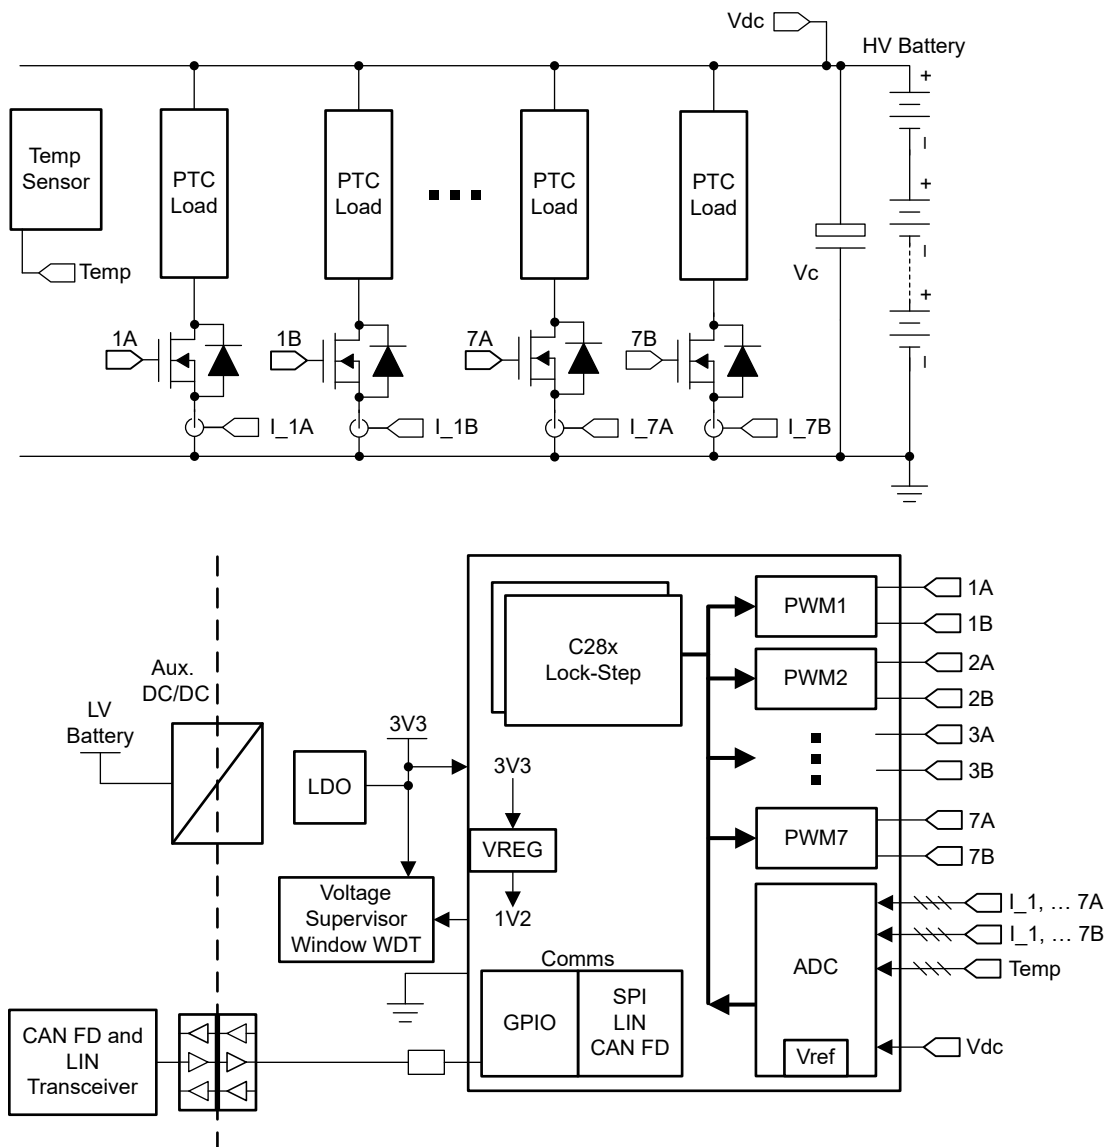 Vdc
HV Battery
+
Temp
Sensor
PTC
Load
PTC
Load
PTC
Load
PTC
Load
+
Temp
Vc
+
1A
1B
7A
7B
I_1A
I_1B
I_7A
I_7B
Aux.
DC/DC
LV
Battery
3V3
LDO
C28x
Lock-Step
3V3
VREG
1V2
Voltage
Supervisor
Window WDT
PWM1
1A
1B
PWM2
2A
2B
3A
3B
PWM7
7A
7B
ADC
I_1, ... 7A
I_1, ... 7B
Temp
Vref
Vdc
Comms
GPIO
SPI
LIN
CAN FD
CAN FD and
LIN
Transceiver